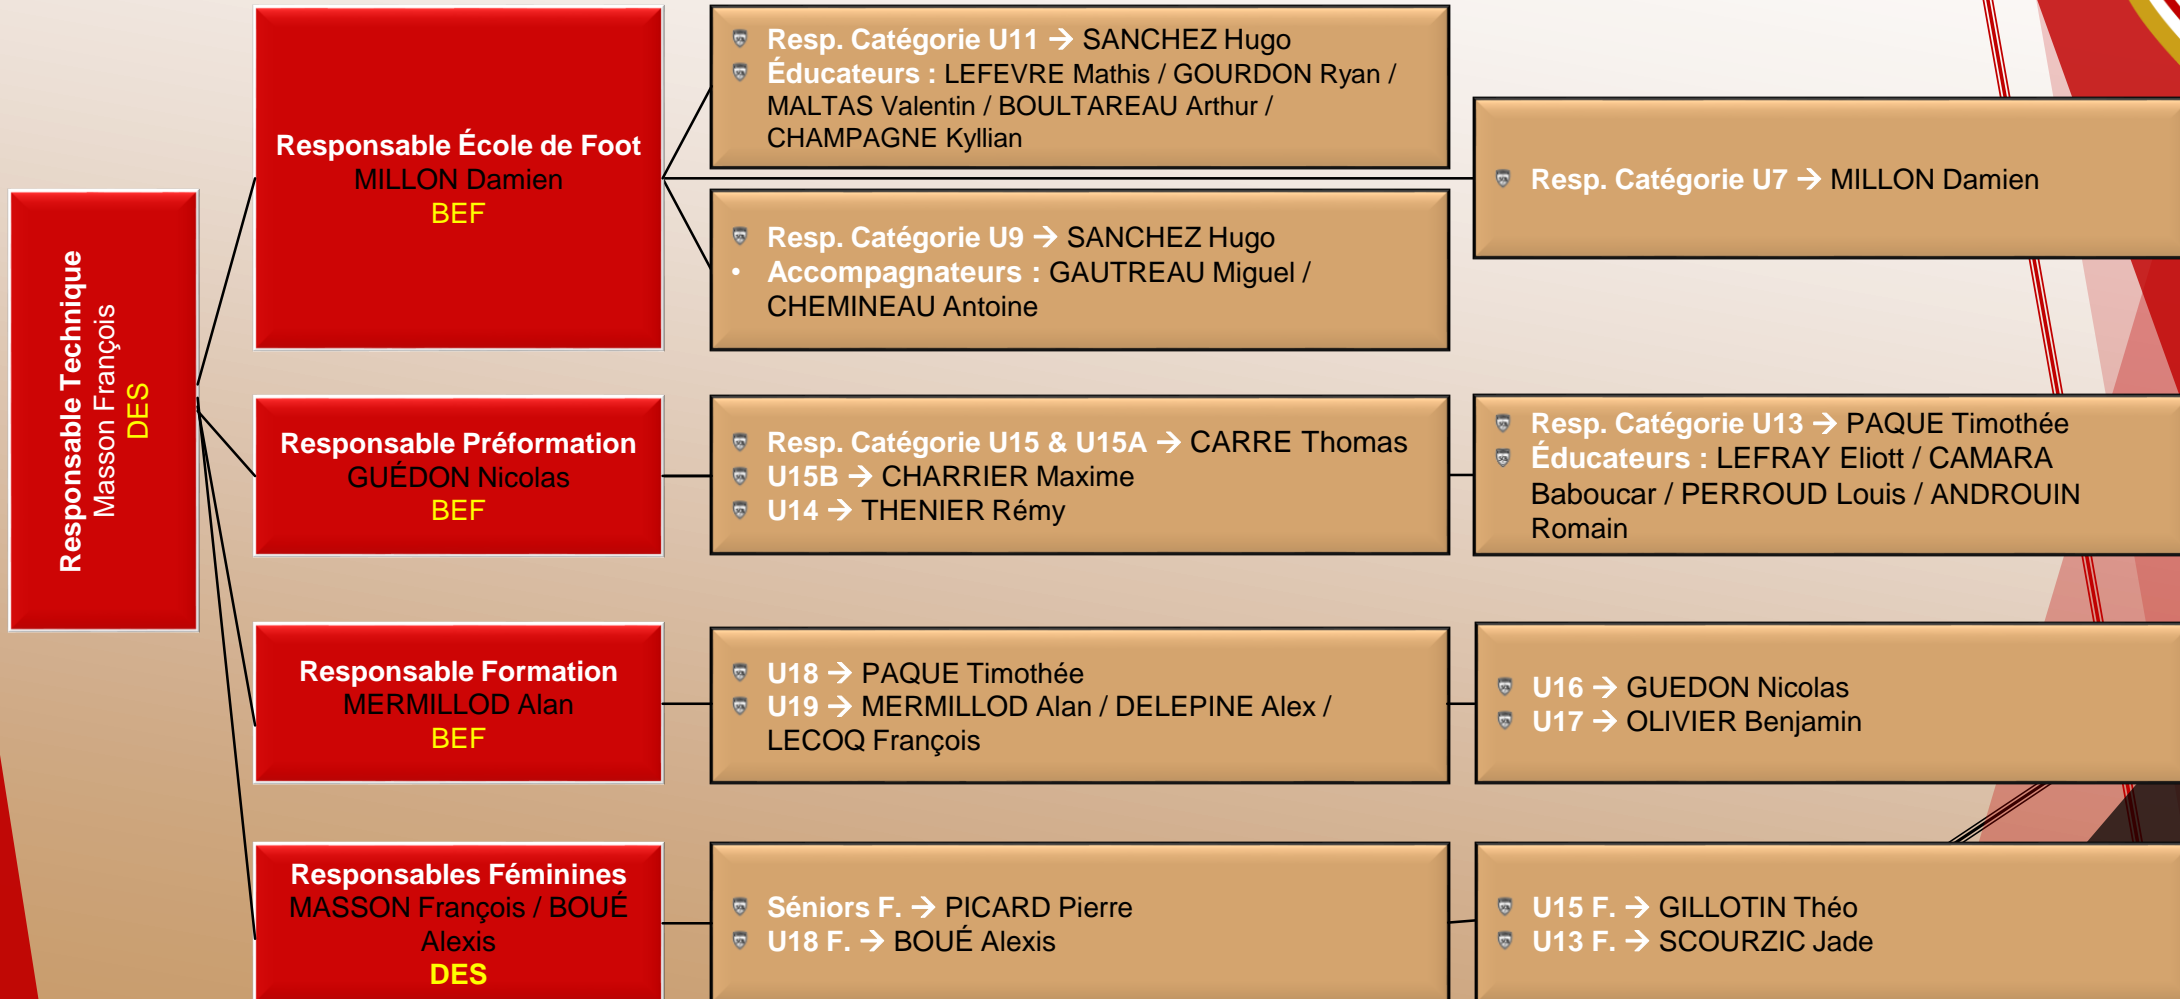 Responsable Technique
Masson François
DES
Responsable École de Foot
MILLON Damien
BEF
Resp. Catégorie U11 → SANCHEZ Hugo
Éducateurs : LEFEVRE Mathis / GOURDON Ryan /
MALTAS Valentin / BOULTAREAU Arthur /
CHAMPAGNE Kyllian
Resp. Catégorie U9 → SANCHEZ Hugo
• Accompagnateurs : GAUTREAU Miguel /
CHEMINEAU Antoine
Resp. Catégorie U7 → MILLON Damien
Responsable Préformation
GUÉDON Nicolas
BEF
Resp. Catégorie U15 & U15A → CARRE Thomas
U15B → CHARRIER Maxime
U14 → THENIER Rémy
Resp. Catégorie U13 → PAQUE Timothée
Éducateurs : LEFRAY Eliott / CAMARA
Baboucar / PERROUD Louis / ANDROUIN
Romain
Responsable Formation
MERMILLOD Alan
BEF
U18 → PAQUE Timothée
U19 → MERMILLOD Alan / DELEPINE Alex /
LECOQ François
U16 → GUEDON Nicolas
U17 → OLIVIER Benjamin
Responsables Féminines
MASSON François / BOUÉ
Alexis
DES
Séniors F. → PICARD Pierre
U18 F. → BOUÉ Alexis
U15 F. → GILLOTIN Théo
U13 F. → SCOURZIC Jade